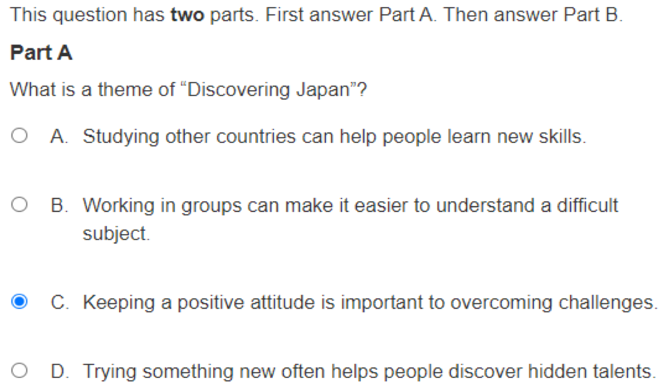 This question has two parts. First answer Part A. Then answer Part B.
Part A
What is a theme of “Discovering Japan”?
A. Studying other countries can help people learn new skills.
B. Working in groups can make it easier to understand a difficult
subject.
C. Keeping a positive attitude is important to overcoming challenges.
D. Trying something new often helps people discover hidden talents.